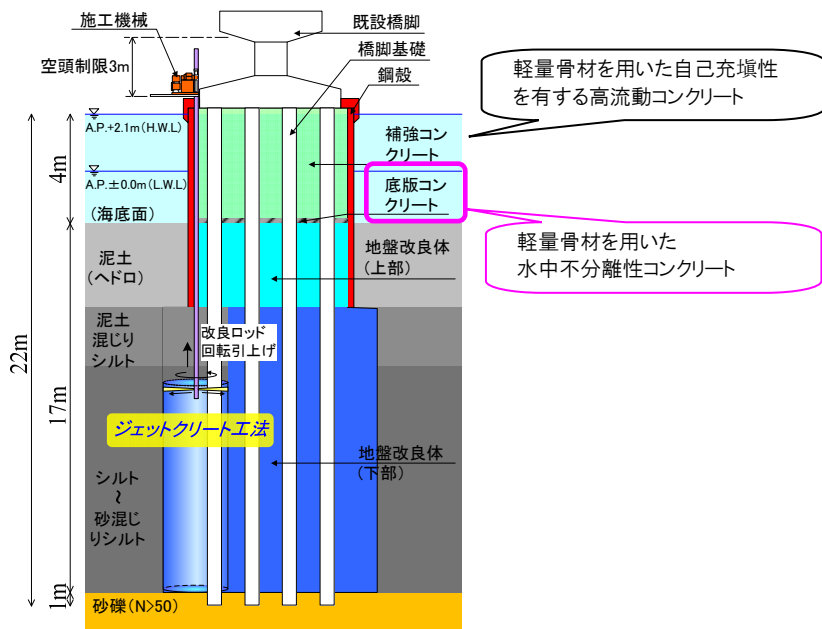 施工機械
空頭制限3m
既設橋脚
橋脚基礎
鋼殻
軽量骨材を用いた自己充塡性
を有する高流動コンクリート
A.P.+2.1m(H.W.L)
A.P.±0.0m(L.W.L)
(海底面)
補強コン
クリート
底版コン
クリート
軽量骨材を用いた
水中不分離性コンクリート
4m
泥土
(ヘドロ)
地盤改良体
(上部)
泥土
混じり
シルト
改良ロッド
回転引上げ
22m
17m
ジェットクリート工法
地盤改良体
(下部)
シルト
~
砂混じ
りシルト
1m
砂礫(N>50)